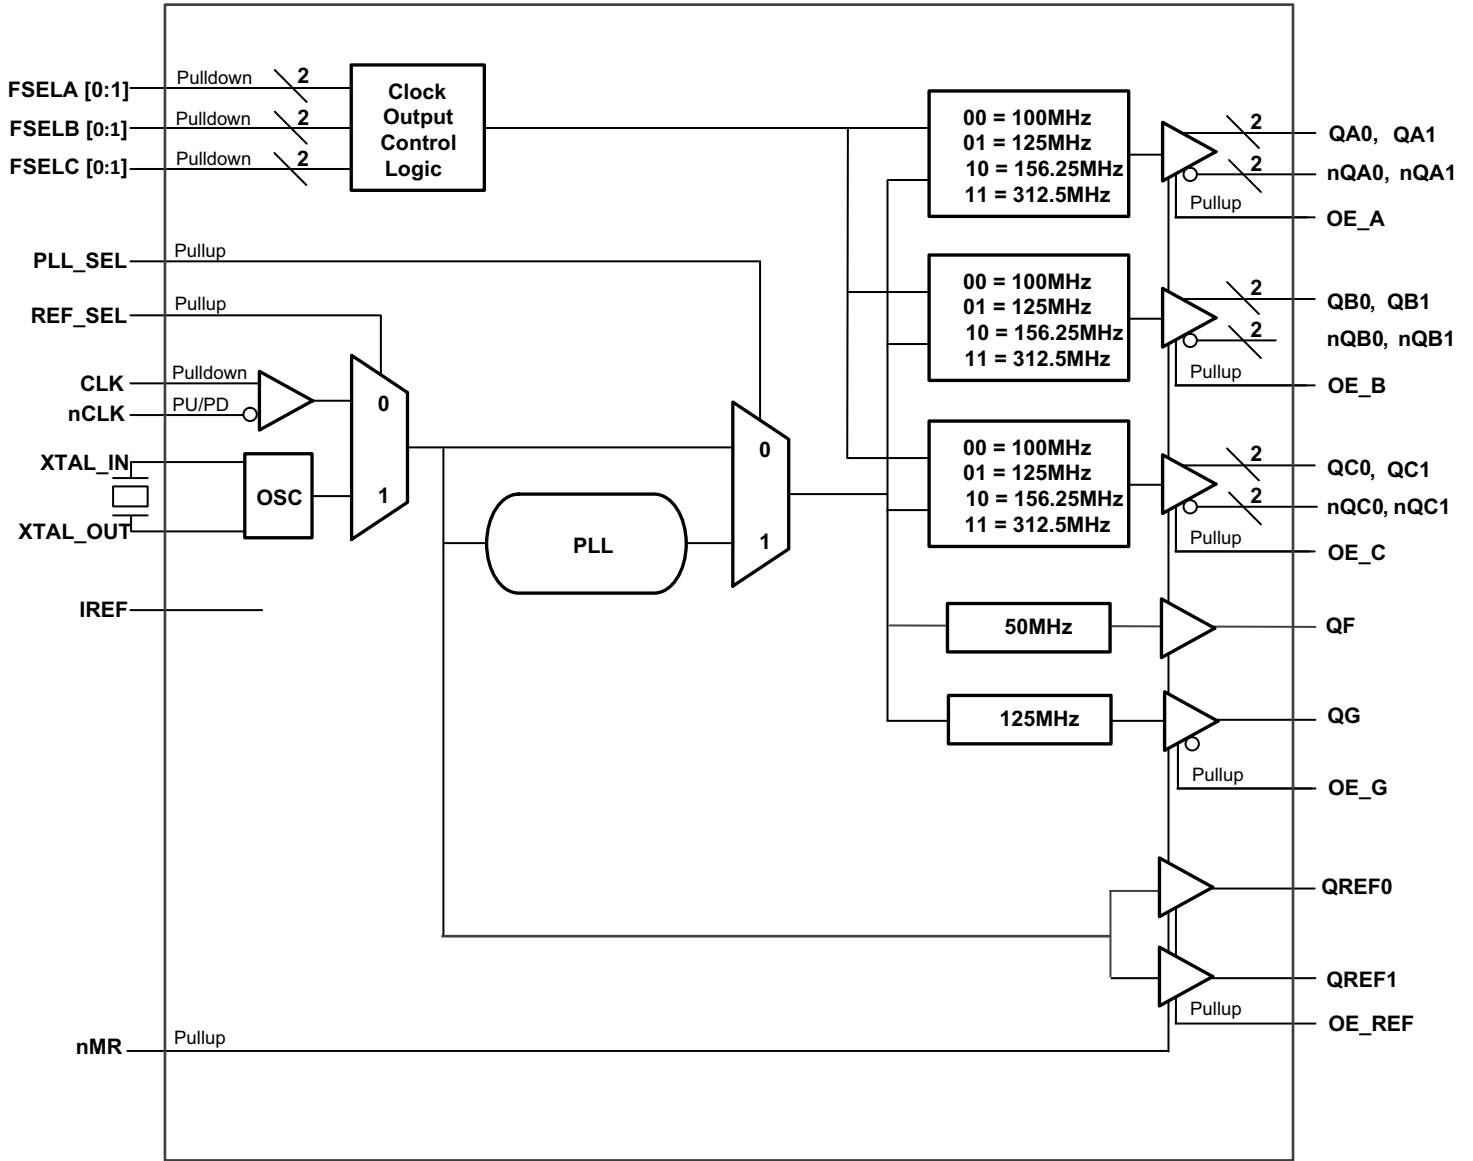 FSELA [0:1]
Pulldown
2
FSELB [0:1]
Pulldown
2
FSELC [0:1]
Pulldown
2
Clock
Output
Control
Logic
PLL_SEL
Pullup
REF_SEL
Pullup
CLK
Pulldown
nCLK
PU/PD
XTAL_IN
XTAL_OUT
OSC
0
1
IREF
PLL
0
1
00 = 100MHz
01 = 125MHz
10 = 156.25MHz
11 = 312.5MHz
2
QA0, QA1
2
nQA0, nQA1
Pullup
OE_A
00 = 100MHz
01 = 125MHz
10 = 156.25MHz
11 = 312.5MHz
2
QB0, QB1
2
nQB0, nQB1
Pullup
OE_B
00 = 100MHz
01 = 125MHz
10 = 156.25MHz
11 = 312.5MHz
2
QC0, QC1
2
nQC0, nQC1
Pullup
OE_C
50MHz
QF
125MHz
QG
Pullup
OE_G
QREF0
QREF1
Pullup
OE_REF
nMR
Pullup